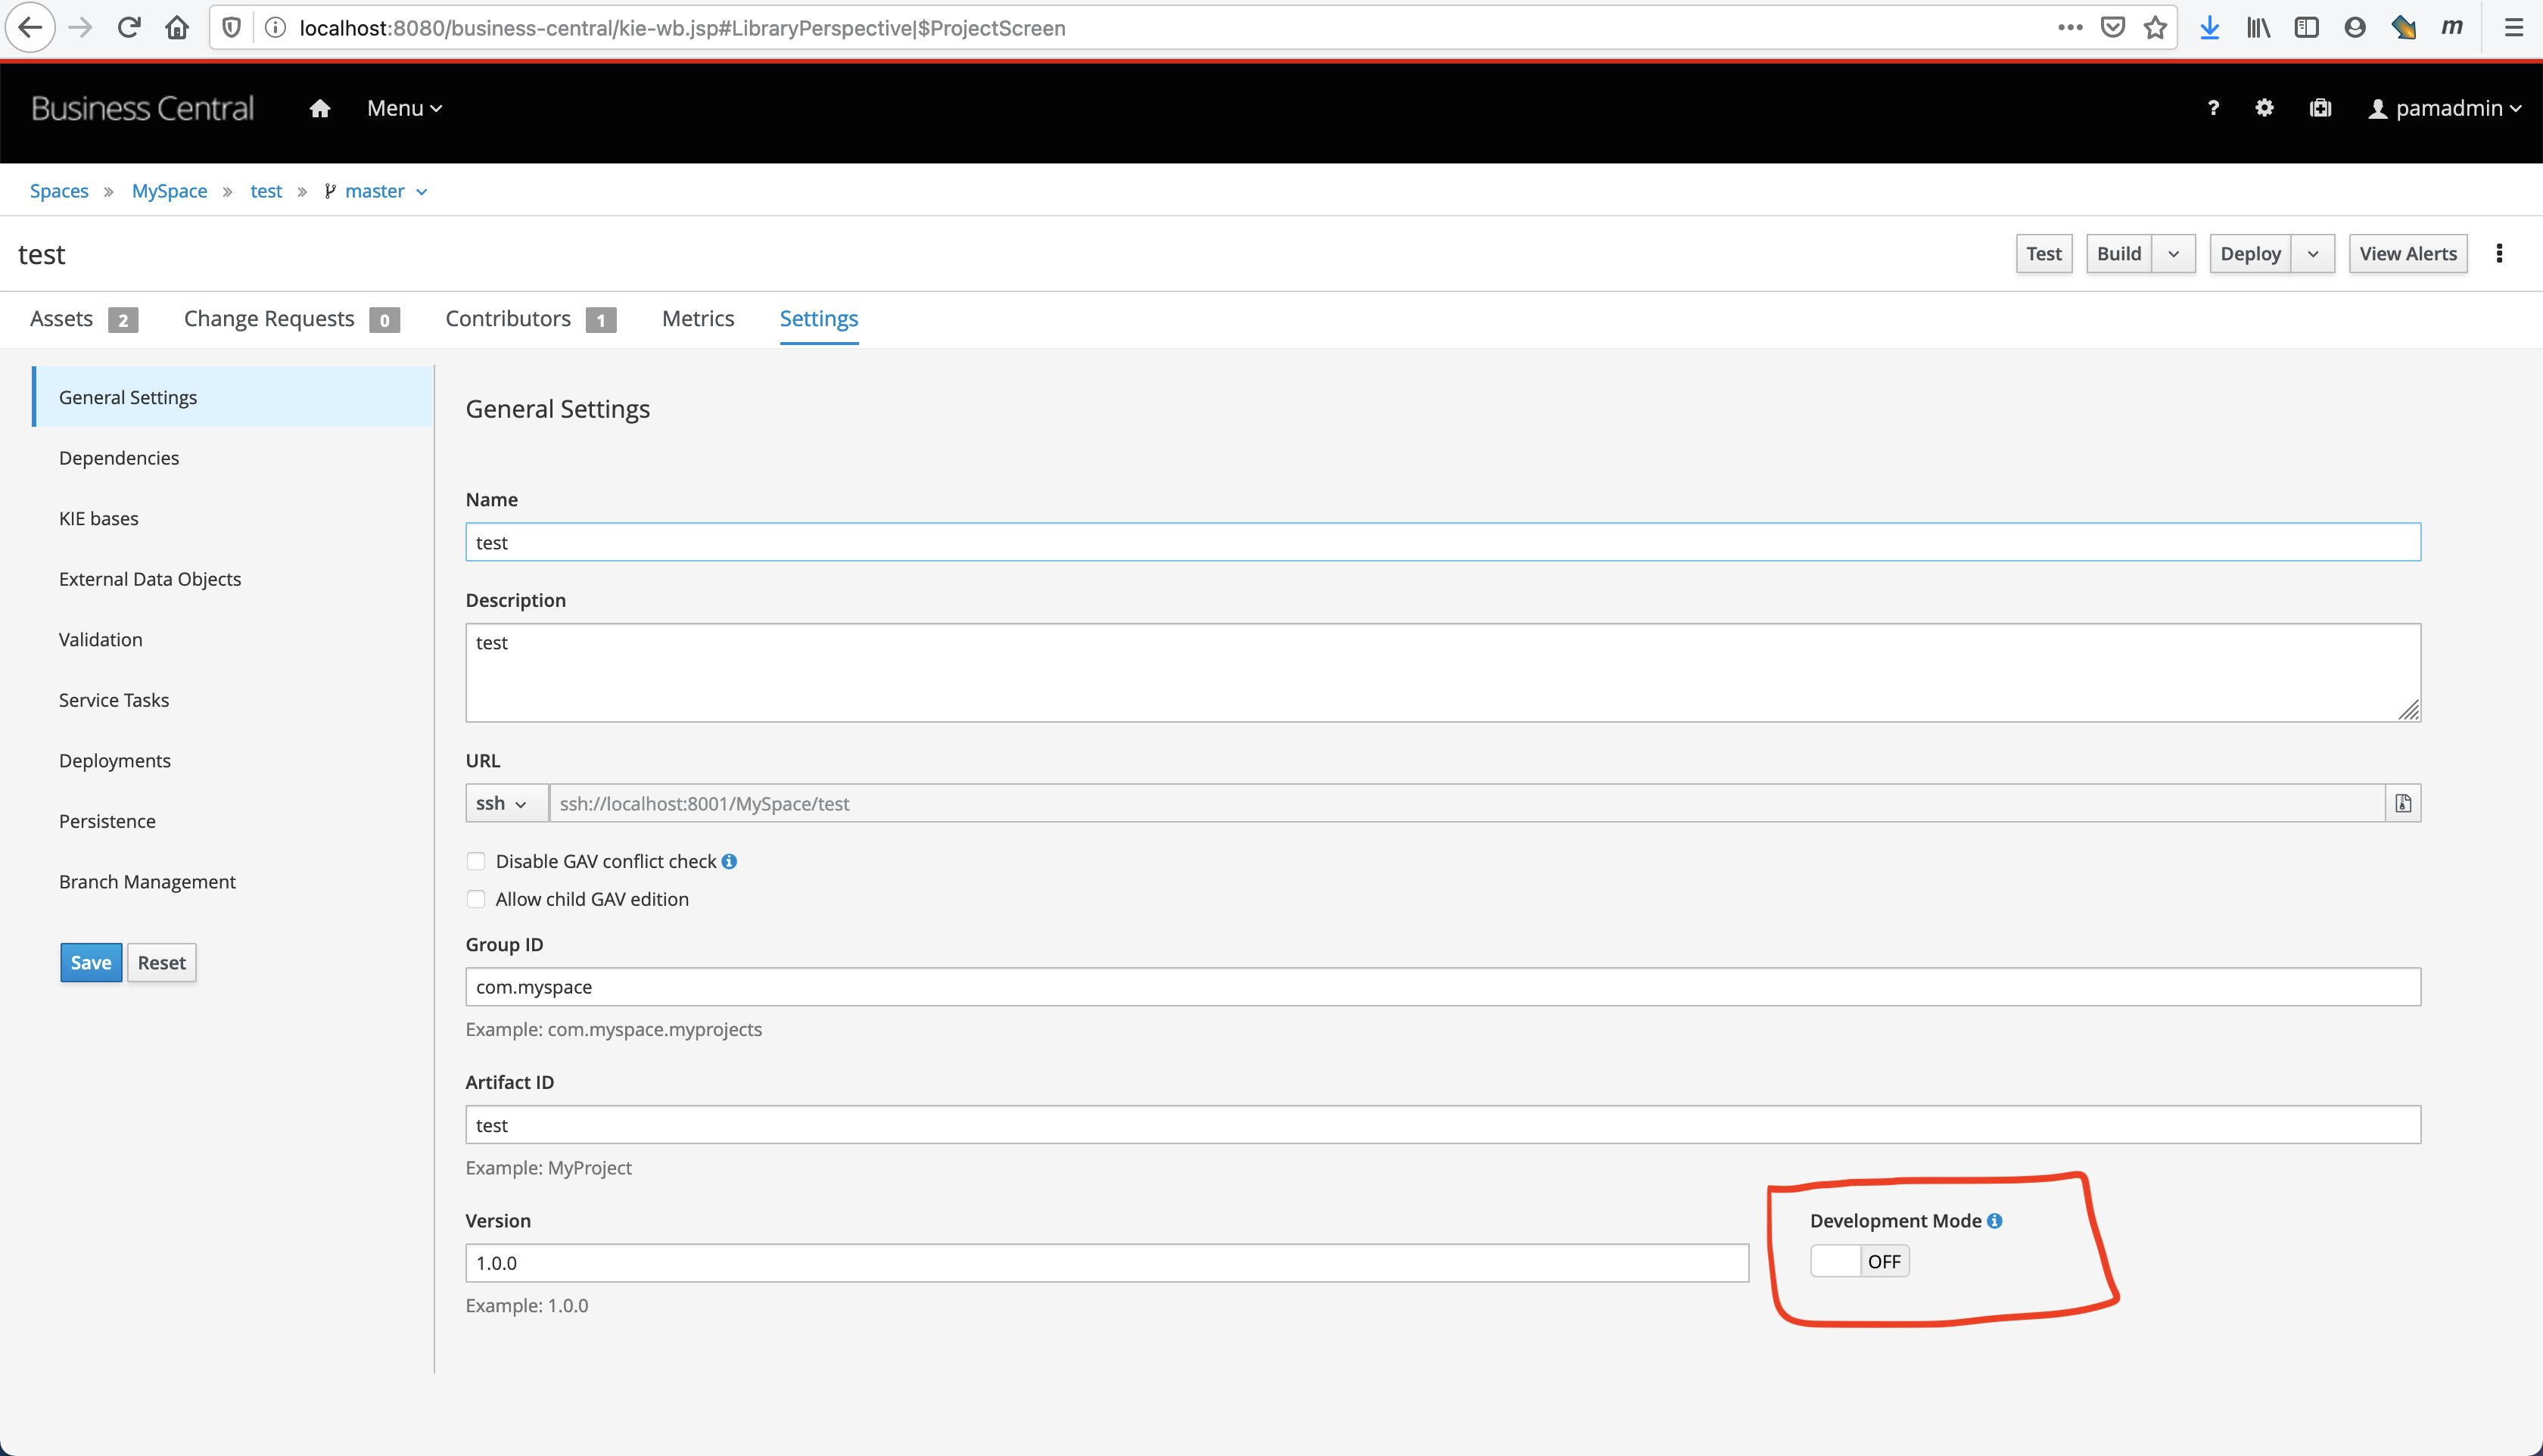 localhost:8080/business-central/kie-wb.jsp#LibraryPerspective|$ProjectScreen
Business Central Menu ? pamadmin
Spaces » MySpace » test » master
test Test Build Deploy View Alerts
Assets 2 Change Requests 0 Contributors 1 Metrics Settings
General Settings
Dependencies
KIE bases
External Data Objects
Validation
Service Tasks
Deployments
Persistence
Branch Management
Save Reset
General Settings
Name
test
Description
test
URL
ssh ssh://localhost:8001/MySpace/test
Disable GAV conflict check
Allow child GAV edition
Group ID
com.myspace
Example: com.myspace.myprojects
Artifact ID
test
Example: MyProject
Version Development Mode
1.0.0 OFF
Example: 1.0.0